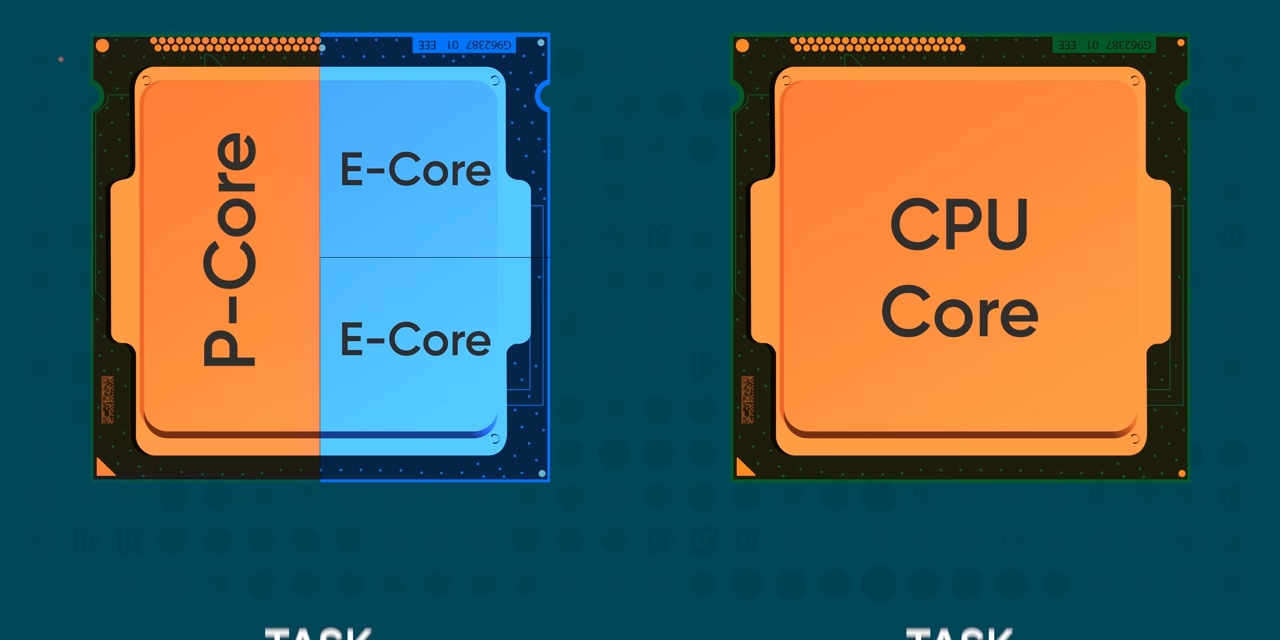 G962387 01 EEE
G962387 01 EEE
P-Core
E-Core
E-Core
CPU
Core
TASK
TASK